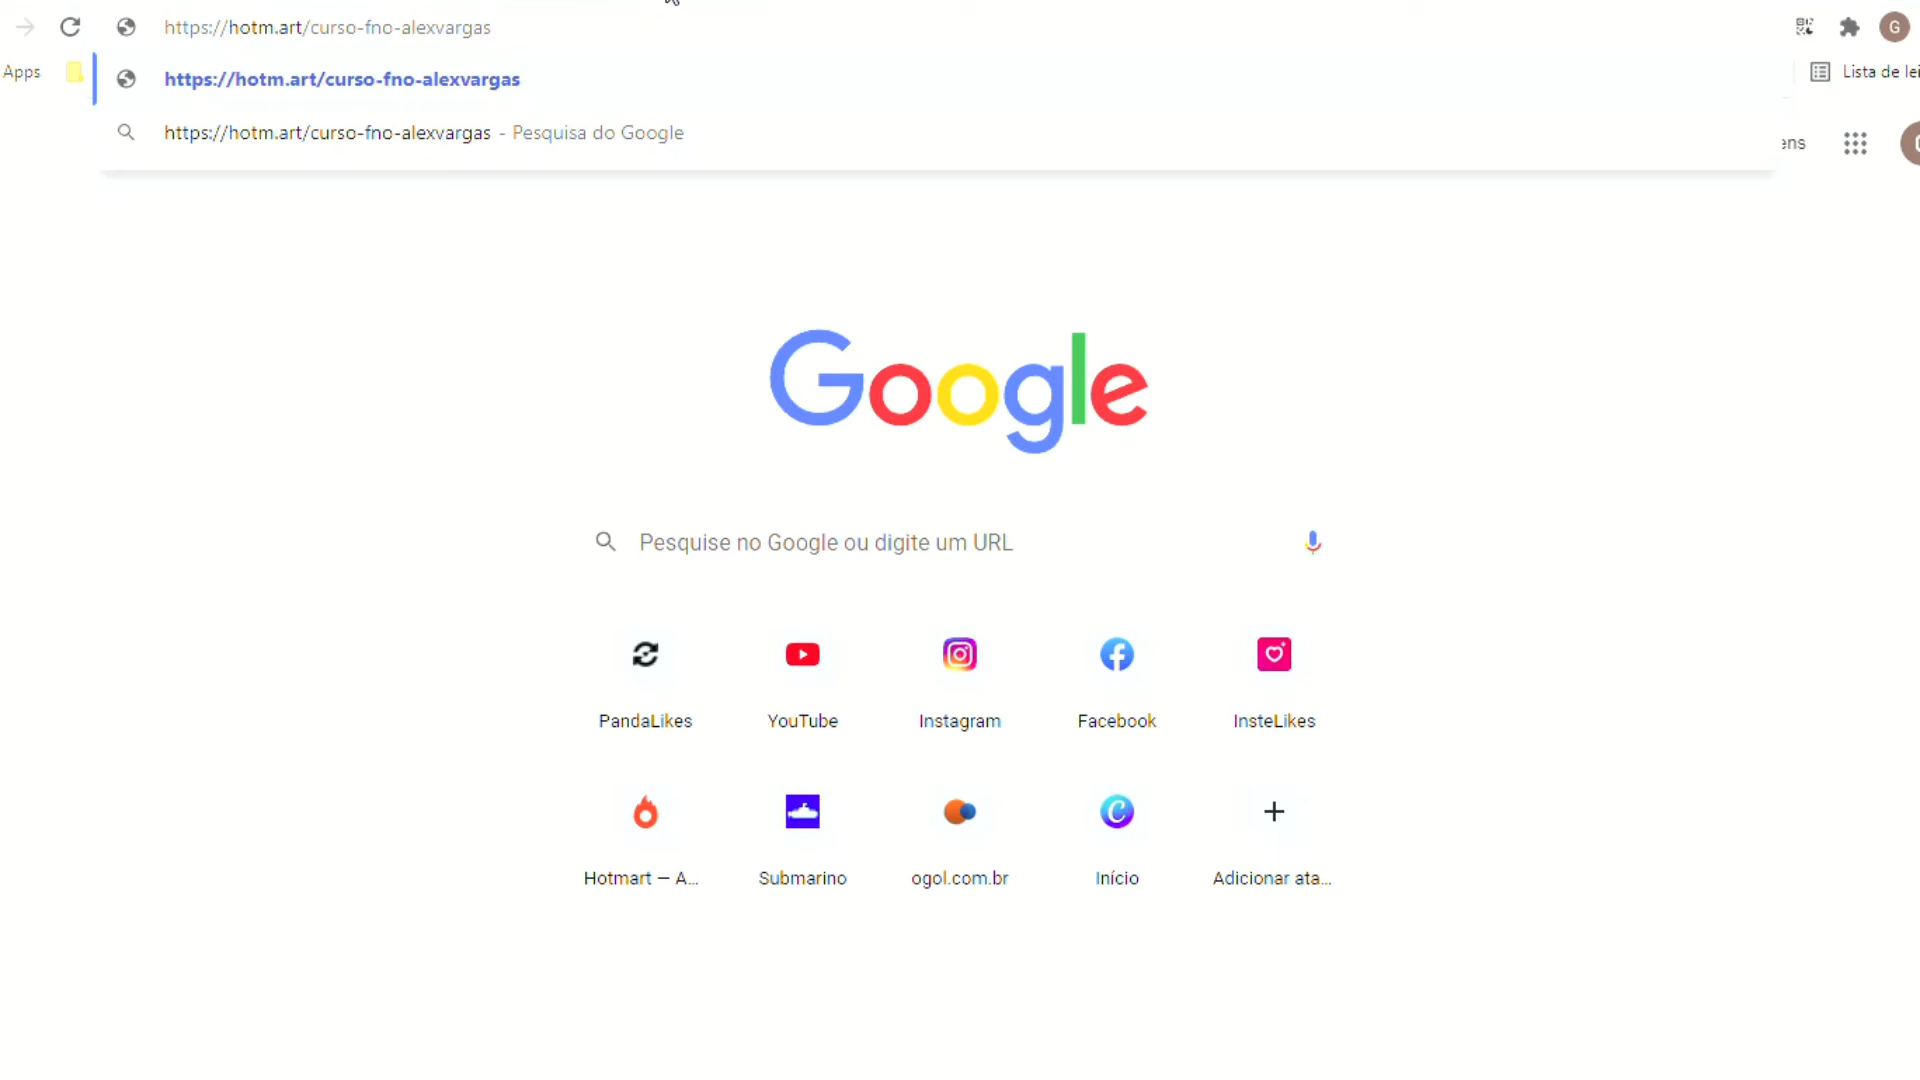 https://hotm.art/curso-fno-alexvargas
G
Apps
https://hotm.art/curso-fno-alexvargas
Lista de lei
https://hotm.art/curso-fno-alexvargas - Pesquisa do Google
ens
Google
Pesquise no Google ou digite um URL
PandaLikes
YouTube
Instagram
Facebook
InsteLikes
Hotmart — A...
Submarino
ogol.com.br
Início
Adicionar ata...